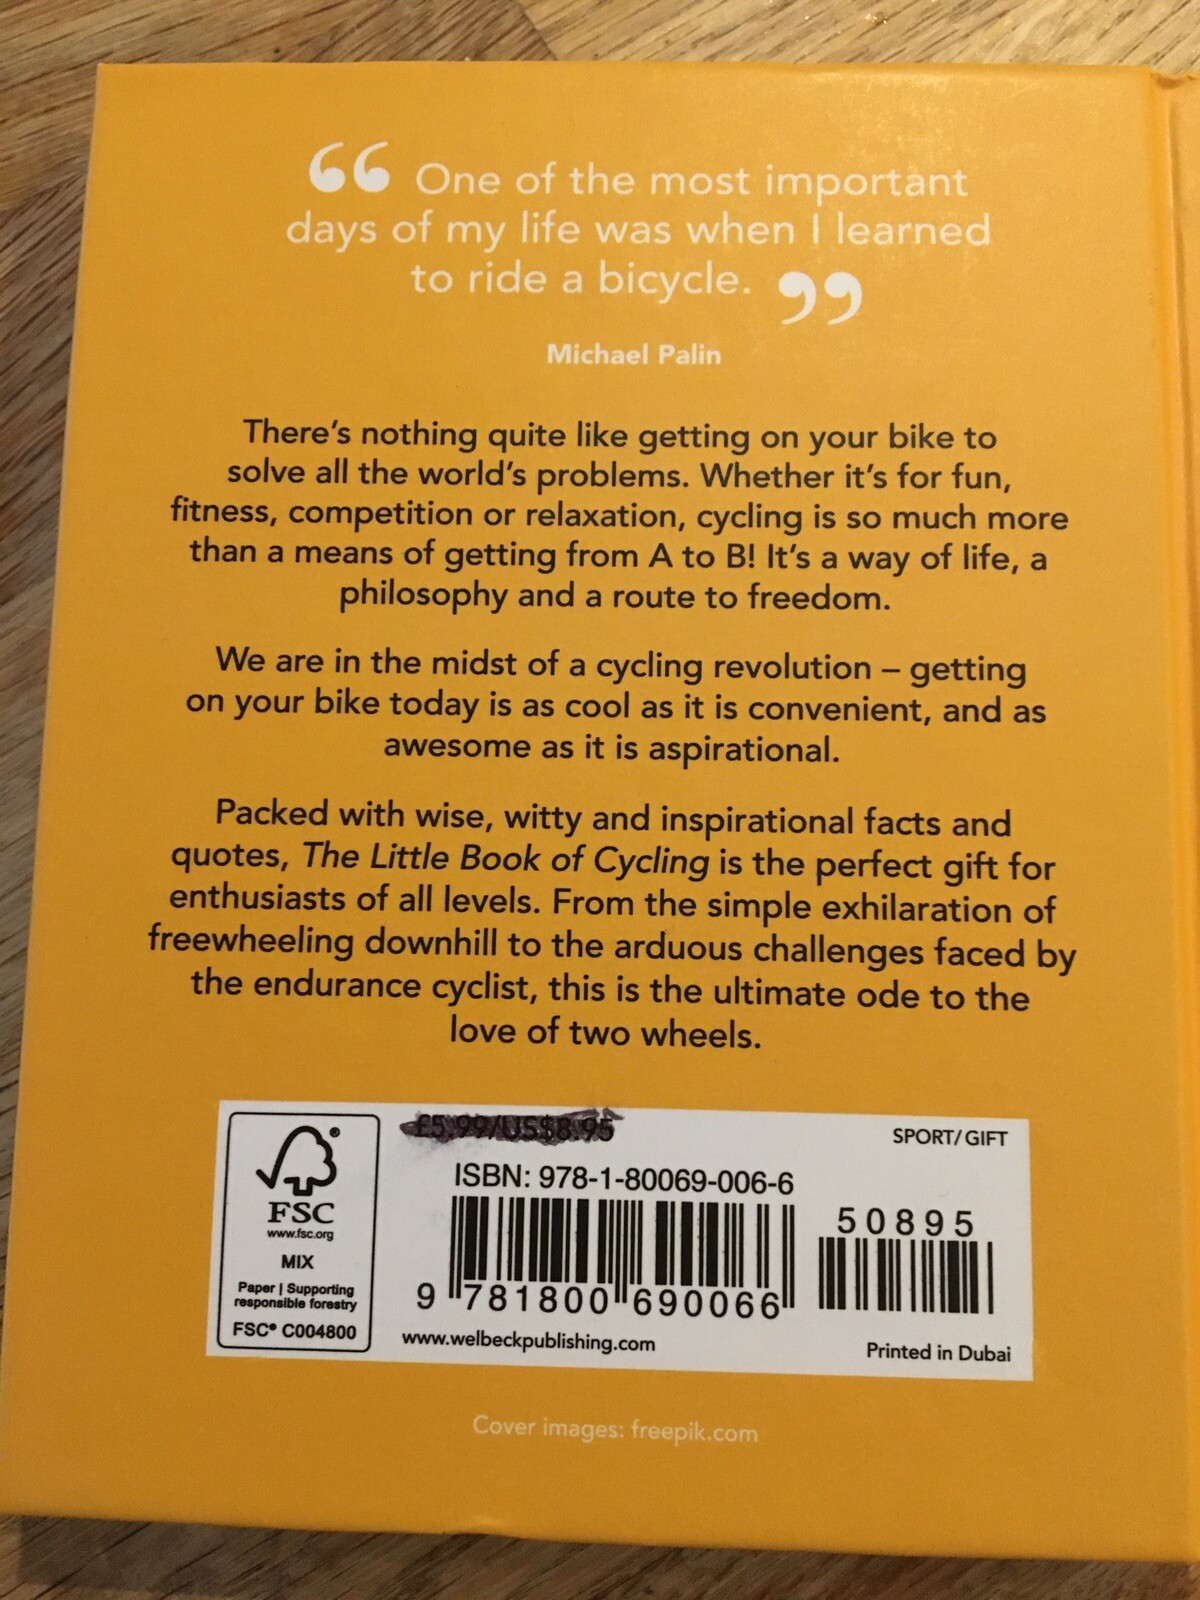 “ One of the most important
days of my life was when I learned
to ride a bicycle. ”
Michael Palin
There's nothing quite like getting on your bike to
solve all the world's problems. Whether it's for fun,
fitness, competition or relaxation, cycling is so much more
than a means of getting from A to B! It's a way of life, a
philosophy and a route to freedom.
We are in the midst of a cycling revolution – getting
on your bike today is as cool as it is convenient, and as
awesome as it is aspirational.
Packed with wise, witty and inspirational facts and
quotes, The Little Book of Cycling is the perfect gift for
enthusiasts of all levels. From the simple exhilaration of
freewheeling downhill to the arduous challenges faced by
the endurance cyclist, this is the ultimate ode to the
love of two wheels.
FSC
www.fsc.org
MIX
Paper | Supporting
responsible forestry
FSC® C004800
£5.99/US$8.95
SPORT/GIFT
ISBN: 978-1-80069-006-6
50895
9 781800 690066
www.welbeckpublishing.com
Printed in Dubai
Cover images: freepik.com